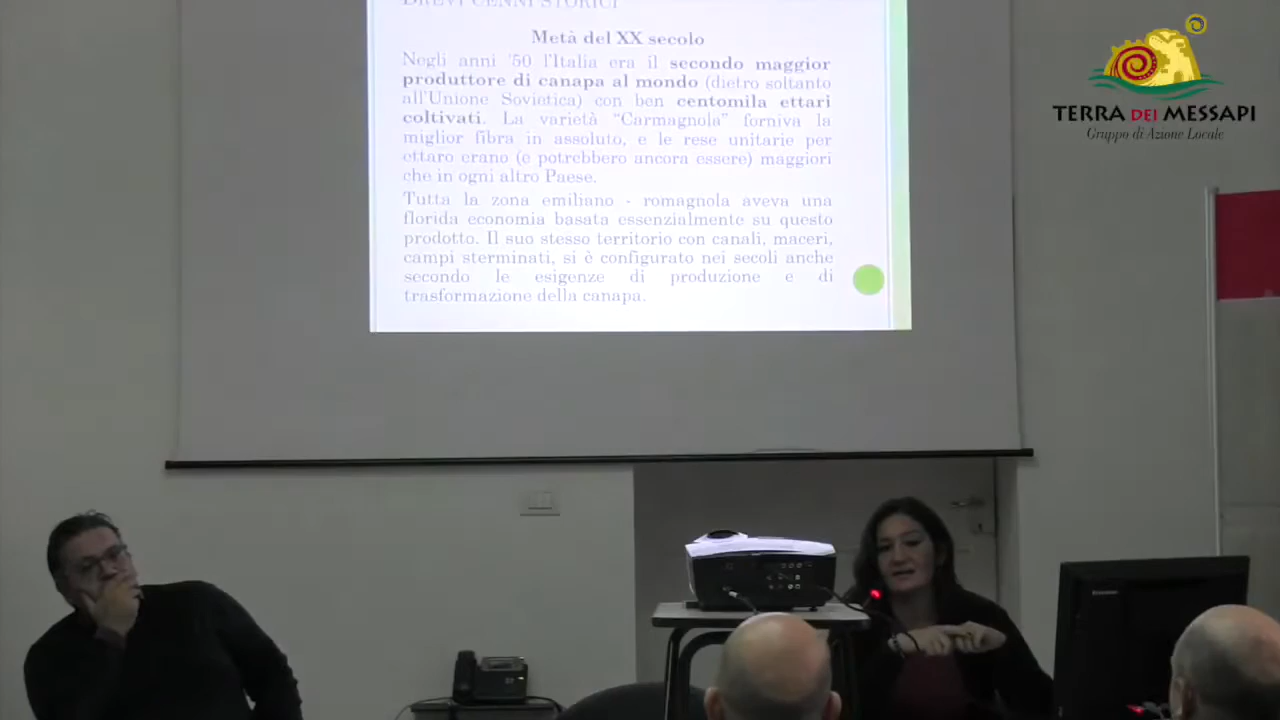 BREVI CENNI STORICI
Metà del XX secolo
Negli anni '50 l'Italia era il secondo maggior
produttore di canapa al mondo (dietro soltanto
all'Unione Sovietica) con ben centomila ettari
coltivati. La varietà "Carmagnola" forniva la
miglior fibra in assoluto, e le rese unitarie per
ettaro erano (e potrebbero ancora essere) maggiori
che in ogni altro Paese.
Tutta la zona emiliano - romagnola aveva una
florida economia basata essenzialmente su questo
prodotto. Il suo stesso territorio con canali, maceri,
campi sterminati, si è configurato nei secoli anche
secondo le esigenze di produzione e di
trasformazione della canapa.
TERRA DEI MESSAPI
Gruppo di Azione Locale